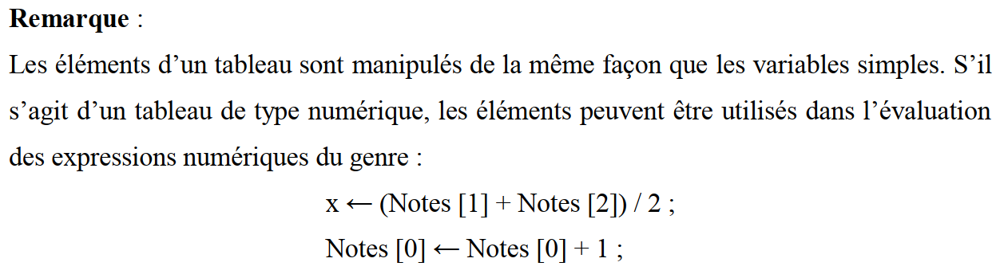 Remarque :
Les éléments d’un tableau sont manipulés de la même façon que les variables simples. S’il
s’agit d’un tableau de type numérique, les éléments peuvent être utilisés dans l’évaluation
des expressions numériques du genre :
x ← (Notes [1] + Notes [2]) / 2 ;
Notes [0] ← Notes [0] + 1 ;